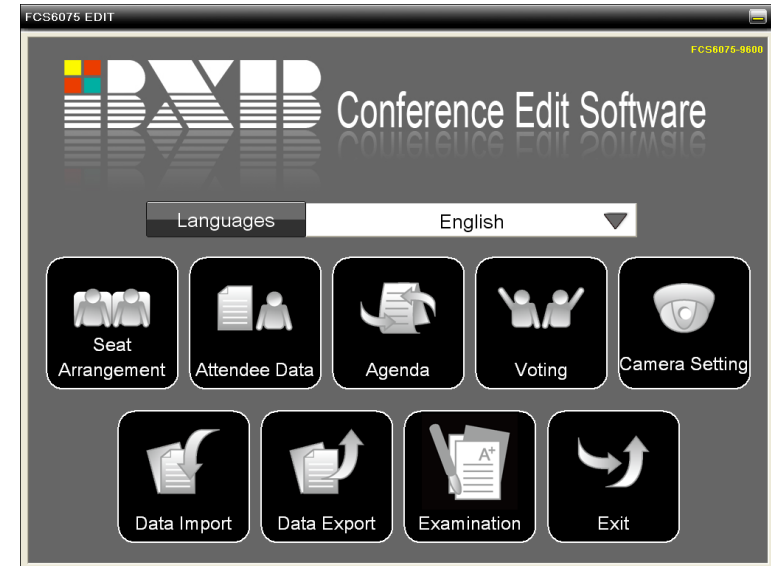 FCS6075 EDIT
FCS6075-9600
BXB Conference Edit Software
Languages English
Seat
Arrangement Attendee Data Agenda Voting Camera Setting
A+
Data Import Data Export Examination Exit